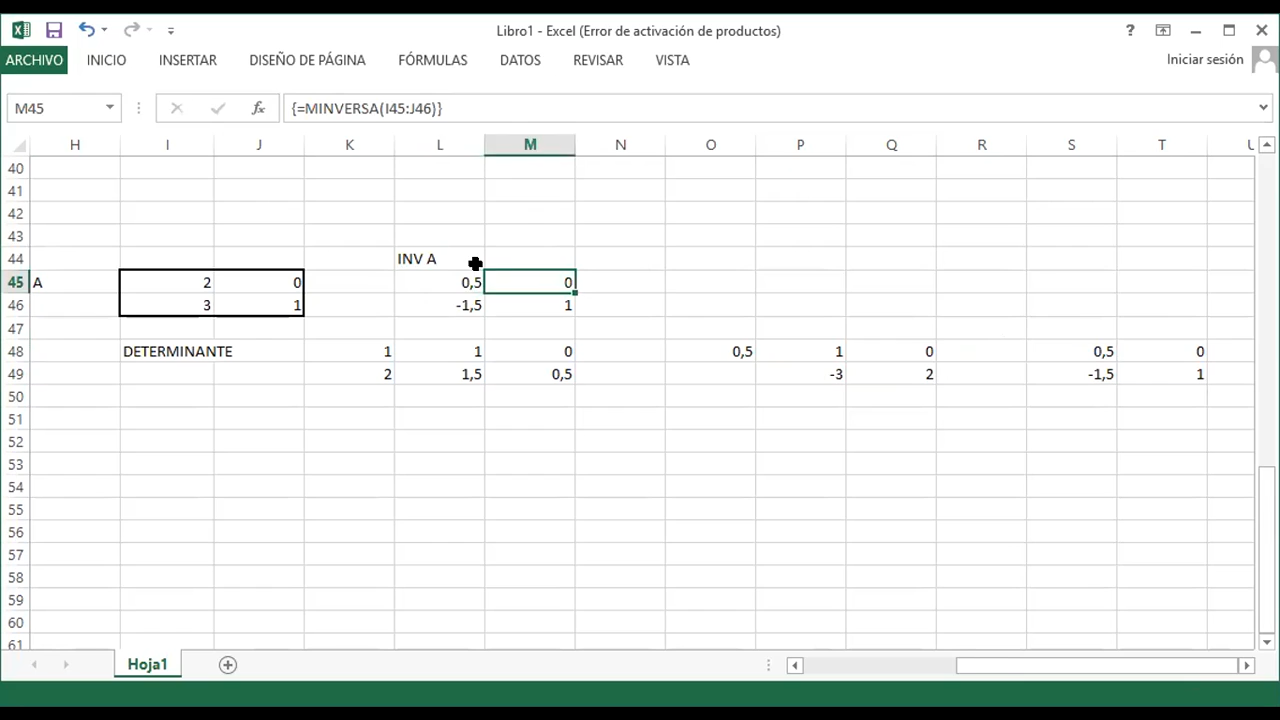 Libro1 - Excel (Error de activación de productos)
?
ARCHIVO INICIO INSERTAR DISEÑO DE PÁGINA FÓRMULAS DATOS REVISAR VISTA Iniciar sesión
M45 fx {=MINVERSA(I45:J46)}
H I J K L M N O P Q R S T U
40
41
42
43
44 INV A
45 A 2 0 0,5 0
46 3 1 -1,5 1
47
48 DETERMINANTE 1 1 0 0,5 1 0 0,5 0
49 2 1,5 0,5 -3 2 -1,5 1
50
51
52
53
54
55
56
57
58
59
60
61
Hoja1